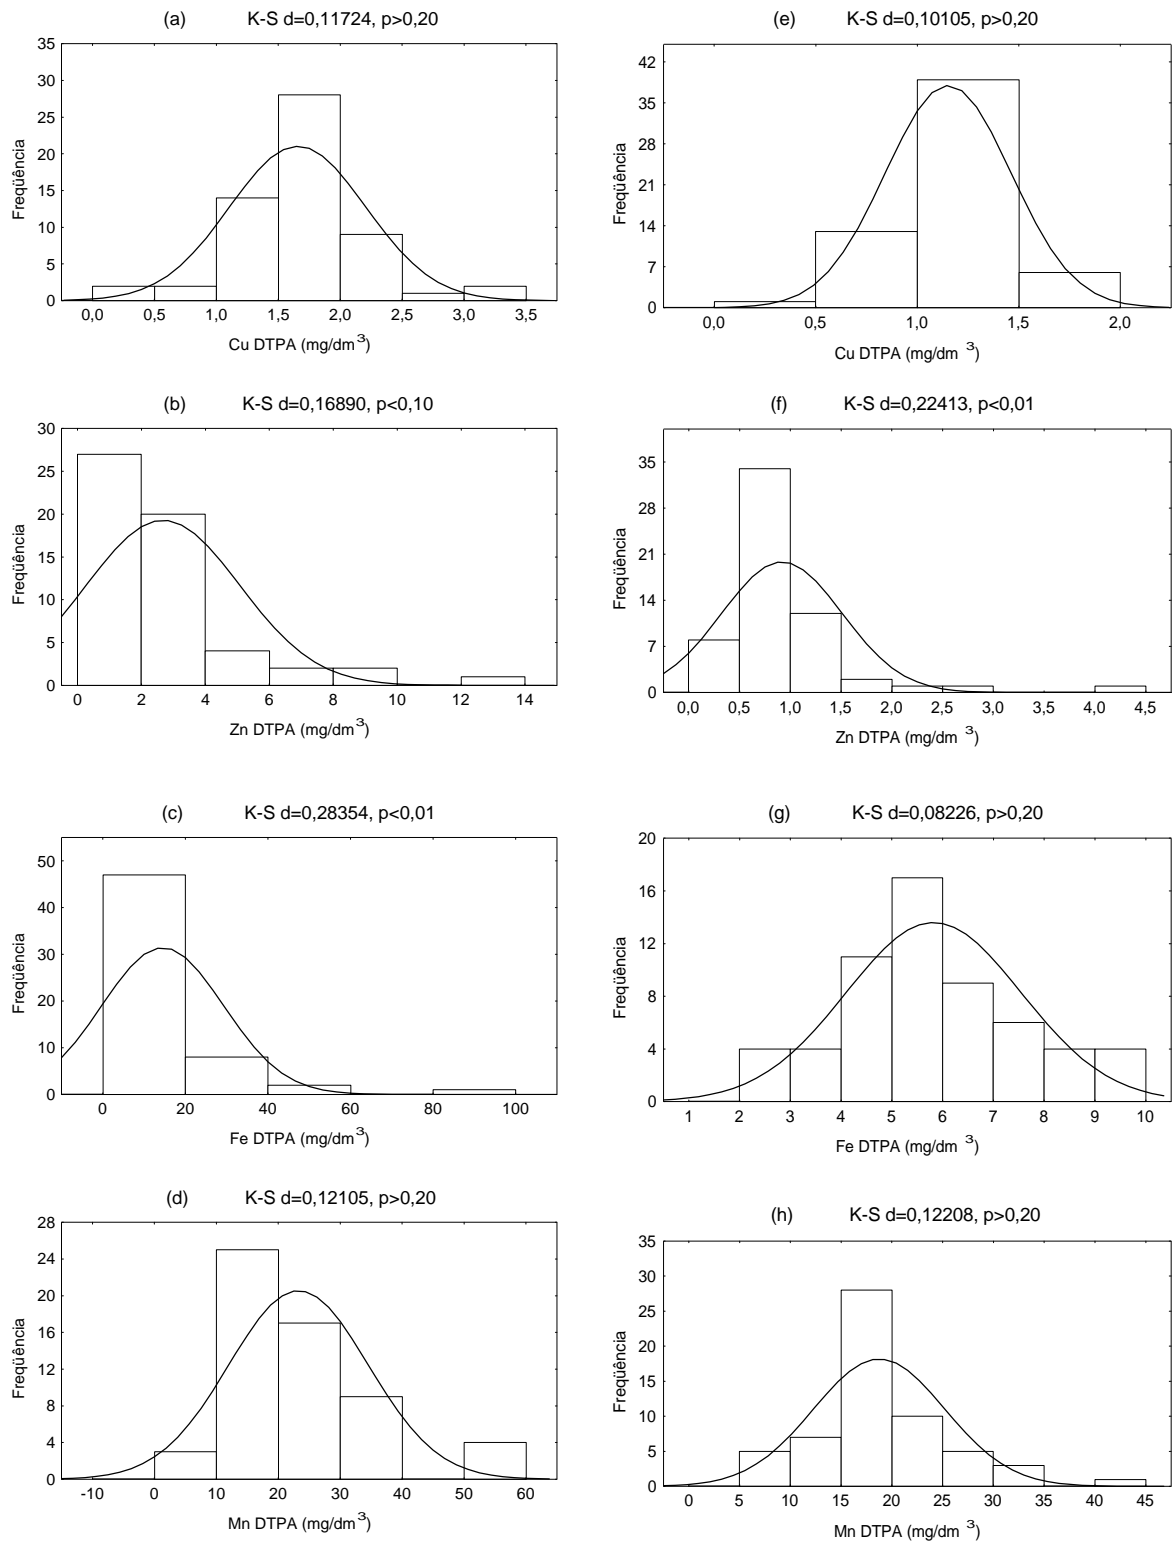 (a) K-S d=0,11724, p>0,20
35
30
25
20
15
10
5
0
Freqüência
0,0 0,5 1,0 1,5 2,0 2,5 3,0 3,5
Cu DTPA (mg/dm3)
(e) K-S d=0,10105, p>0,20
42
35
28
21
14
7
0
Freqüência
0,0 0,5 1,0 1,5 2,0
Cu DTPA (mg/dm 3)
(b) K-S d=0,16890, p<0,10
30
25
20
15
10
5
0
Freqüência
0 2 4 6 8 10 12 14
Zn DTPA (mg/dm3)
(f) K-S d=0,22413, p<0,01
35
28
21
14
7
0
Freqüência
0,0 0,5 1,0 1,5 2,0 2,5 3,0 3,5 4,0 4,5
Zn DTPA (mg/dm 3)
(c) K-S d=0,28354, p<0,01
50
40
30
20
10
0
Freqüência
0 20 40 60 80 100
Fe DTPA (mg/dm3)
(g) K-S d=0,08226, p>0,20
20
16
12
8
4
0
Freqüência
1 2 3 4 5 6 7 8 9 10
Fe DTPA (mg/dm 3)
(d) K-S d=0,12105, p>0,20
28
24
20
16
12
8
4
0
Freqüência
-10 0 10 20 30 40 50 60
Mn DTPA (mg/dm3)
(h) K-S d=0,12208, p>0,20
35
30
25
20
15
10
5
0
Freqüência
0 5 10 15 20 25 30 35 40 45
Mn DTPA (mg/dm 3)